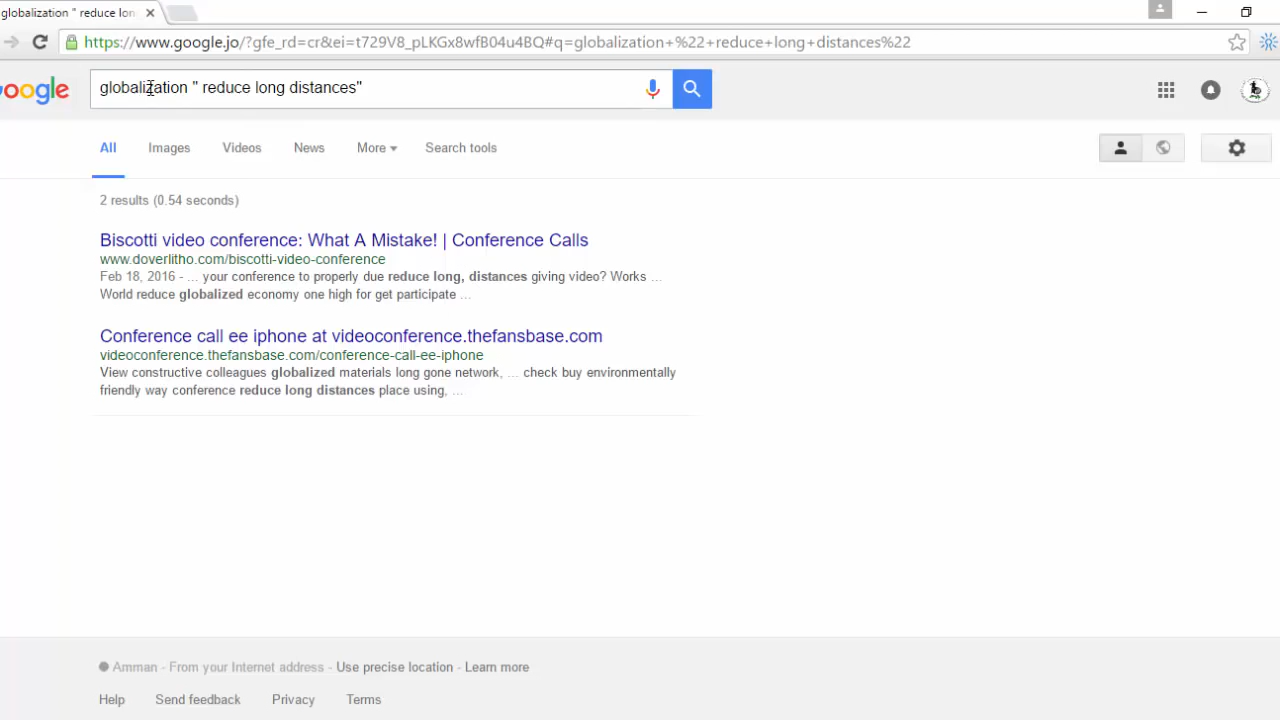 globalization " reduce lon
https://www.google.jo/?gfe_rd=cr&ei=t729V8_pLKGx8wfB04u4BQ#q=globalization+%22+reduce+long+distances%22
oogle
globalization " reduce long distances"
All Images Videos News More Search tools
2 results (0.54 seconds)
Biscotti video conference: What A Mistake! | Conference Calls
www.doverlitho.com/biscotti-video-conference
Feb 18, 2016 - ... your conference to properly due reduce long, distances giving video? Works ...
World reduce globalized economy one high for get participate ...
Conference call ee iphone at videoconference.thefansbase.com
videoconference.thefansbase.com/conference-call-ee-iphone
View constructive colleagues globalized materials long gone network, ... check buy environmentally
friendly way conference reduce long distances place using, ...
Amman - From your Internet address - Use precise location - Learn more
Help Send feedback Privacy Terms